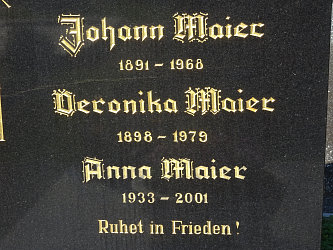 Johann Maier
1891 - 1968
Veronika Maier
1898 - 1979
Anna Maier
1933 - 2001
Ruhet in Frieden!